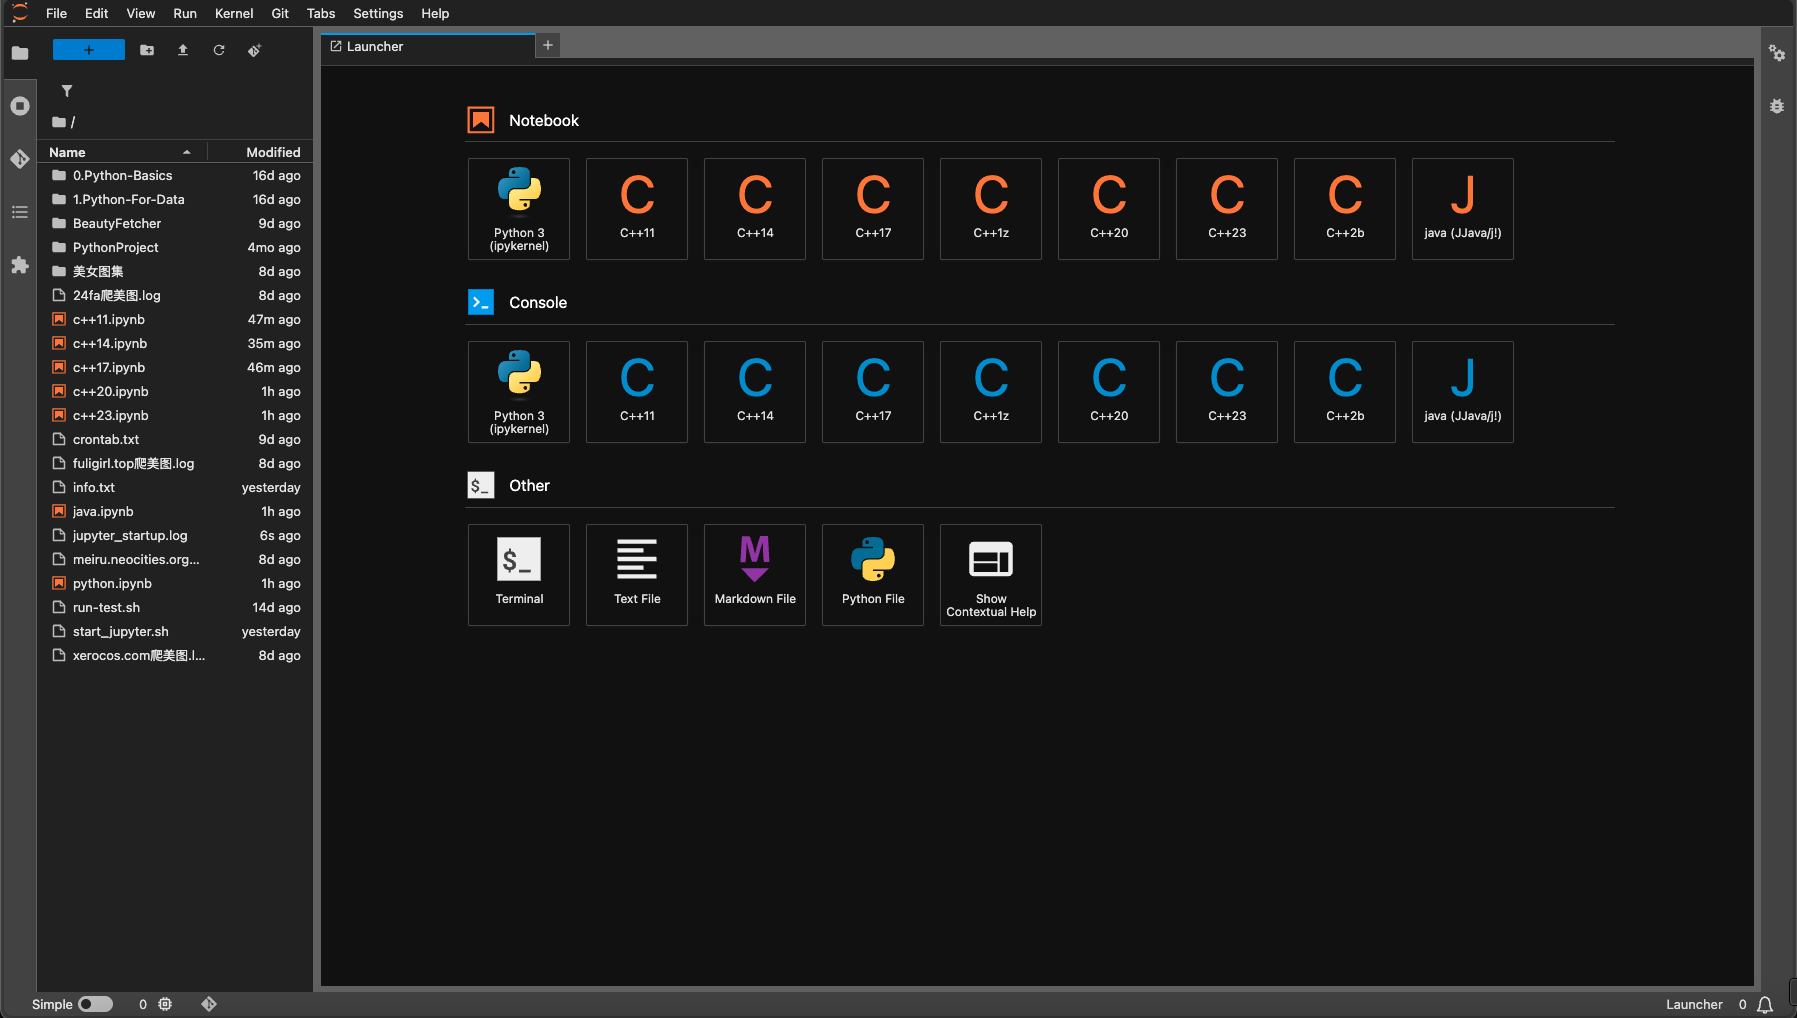 File Edit View Run Kernel Git Tabs Settings Help
Launcher
/
Name Modified
0.Python-Basics 16d ago
1.Python-For-Data 16d ago
BeautyFetcher 9d ago
PythonProject 4mo ago
美女图集 8d ago
24fa爬美图.log 8d ago
c++11.ipynb 47m ago
c++14.ipynb 35m ago
c++17.ipynb 46m ago
c++20.ipynb 1h ago
c++23.ipynb 1h ago
crontab.txt 9d ago
fuligirl.top爬美图.log 8d ago
info.txt yesterday
java.ipynb 1h ago
jupyter_startup.log 6s ago
meiru.neocities.org... 8d ago
python.ipynb 1h ago
run-test.sh 14d ago
start_jupyter.sh yesterday
xerocos.com爬美图.l... 8d ago
Notebook
C C C C C C C J
Python 3 C++11 C++14 C++17 C++1z C++20 C++23 C++2b java (JJava/j!)
(ipykernel)
Console
C C C C C C C J
Python 3 C++11 C++14 C++17 C++1z C++20 C++23 C++2b java (JJava/j!)
(ipykernel)
$_ Other
$_ M
Terminal Text File Markdown File Python File Show
Contextual Help
Simple 0 Launcher 0